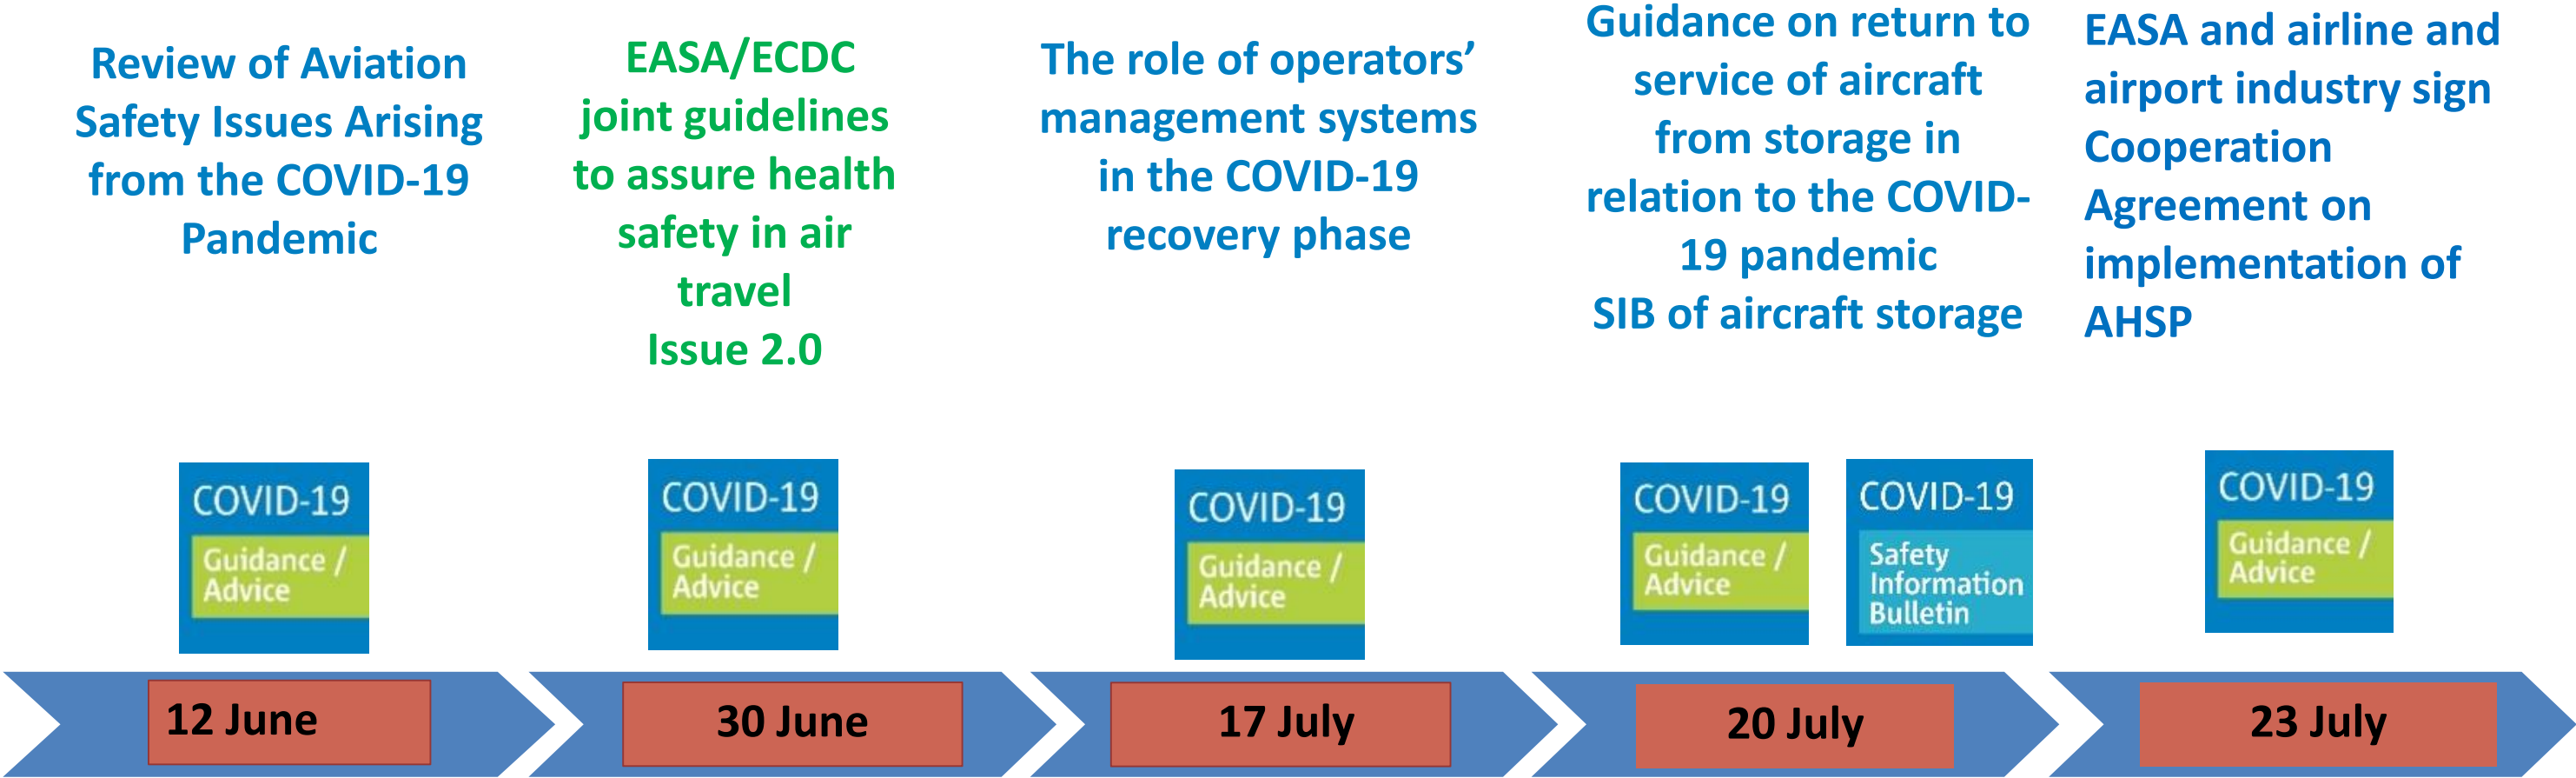 Review of Aviation
Safety Issues Arising
from the COVID-19
Pandemic
EASA/ECDC
joint guidelines
to assure health
safety in air
travel
Issue 2.0
The role of operators’
management systems
in the COVID-19
recovery phase
Guidance on return to
service of aircraft
from storage in
relation to the COVID-
19 pandemic
SIB of aircraft storage
EASA and airline and
airport industry sign
Cooperation
Agreement on
implementation of
AHSP
COVID-19
Guidance /
Advice
COVID-19
Guidance /
Advice
COVID-19
Guidance /
Advice
COVID-19
Guidance /
Advice
COVID-19
Safety
Information
Bulletin
COVID-19
Guidance /
Advice
12 June
30 June
17 July
20 July
23 July